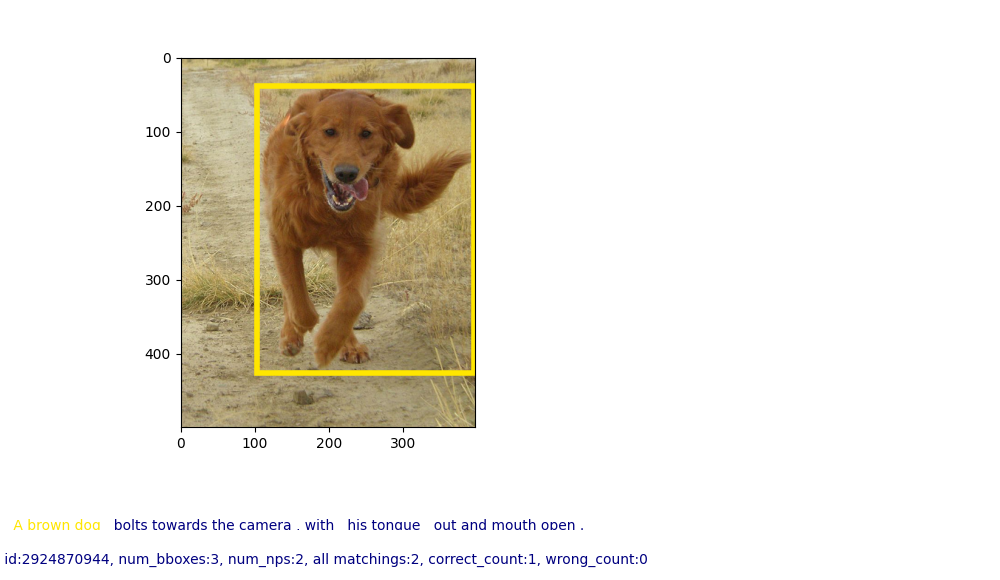 0
100
200
300
400
0 100 200 300
A brown dog bolts towards the camera . with his tongue out and mouth open .
id:2924870944, num_bboxes:3, num_nps:2, all matchings:2, correct_count:1, wrong_count:0